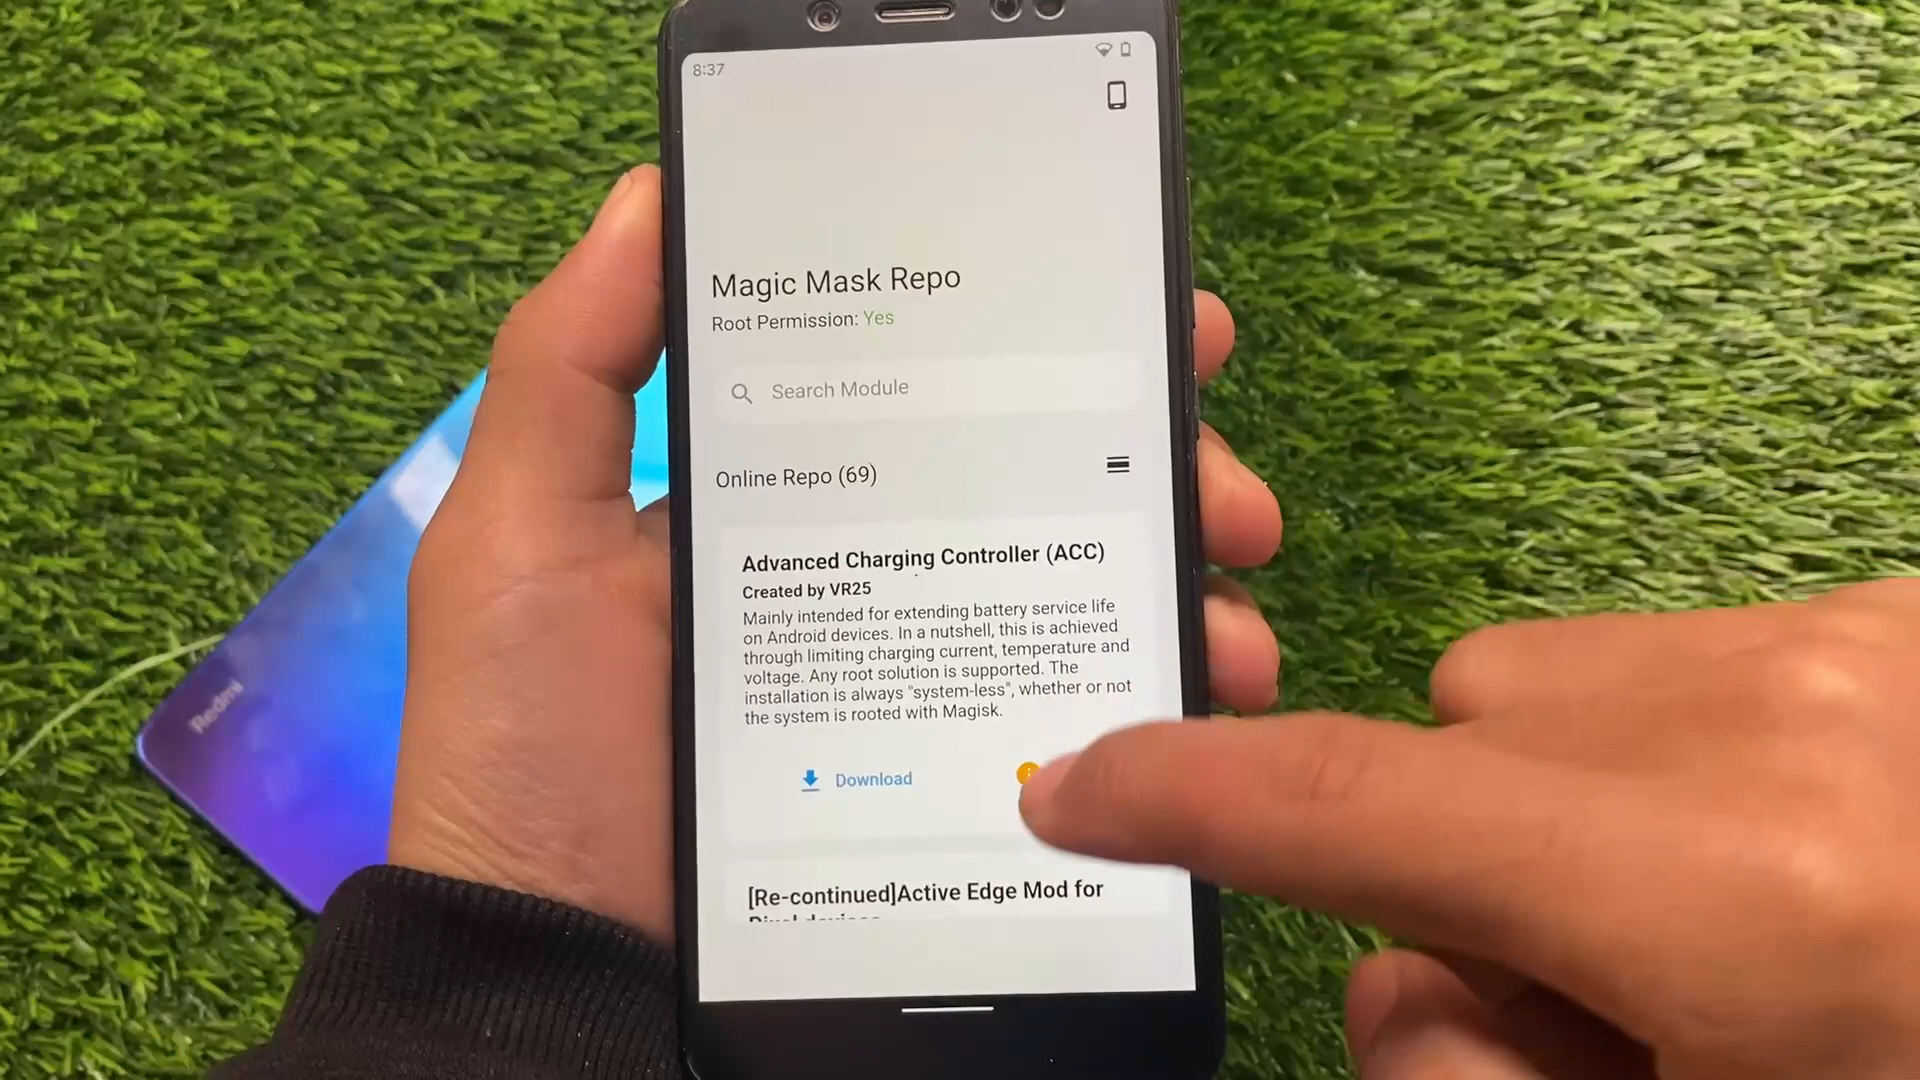 8:37
Magic Mask Repo
Root Permission: Yes
Search Module
Online Repo (69)
Advanced Charging Controller (ACC)
Created by VR25
Mainly intended for extending battery service life
on Android devices. In a nutshell, this is achieved
through limiting charging current, temperature and
voltage. Any root solution is supported. The
installation is always "system-less", whether or not
the system is rooted with Magisk.
Download
[Re-continued]Active Edge Mod for
Redmi